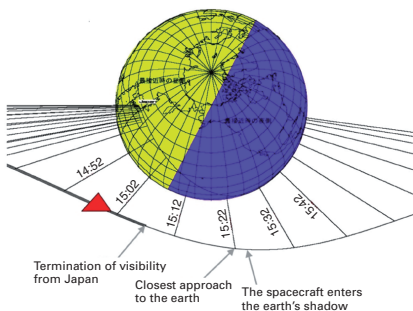 14:52
15:02
15:12
15:22
15:32
15:42
Termination of visibility
from Japan
Closest approach
to the earth
The spacecraft enters
the earth's shadow